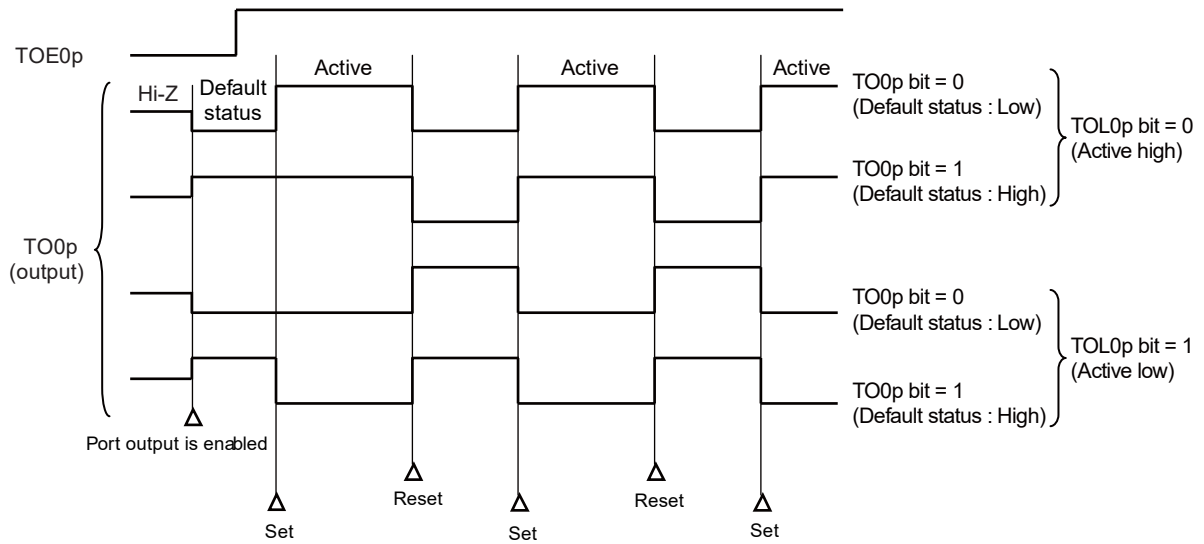 TOE0p
Active
Active
Active
Hi-Z
Default
status
TO0p bit = 0
(Default status : Low)
TOL0p bit = 0
(Active high)
TO0p bit = 1
(Default status : High)
TO0p
(output)
TO0p bit = 0
(Default status : Low)
TOL0p bit = 1
(Active low)
TO0p bit = 1
(Default status : High)
Port output is enabled
Reset
Reset
Set
Set
Set